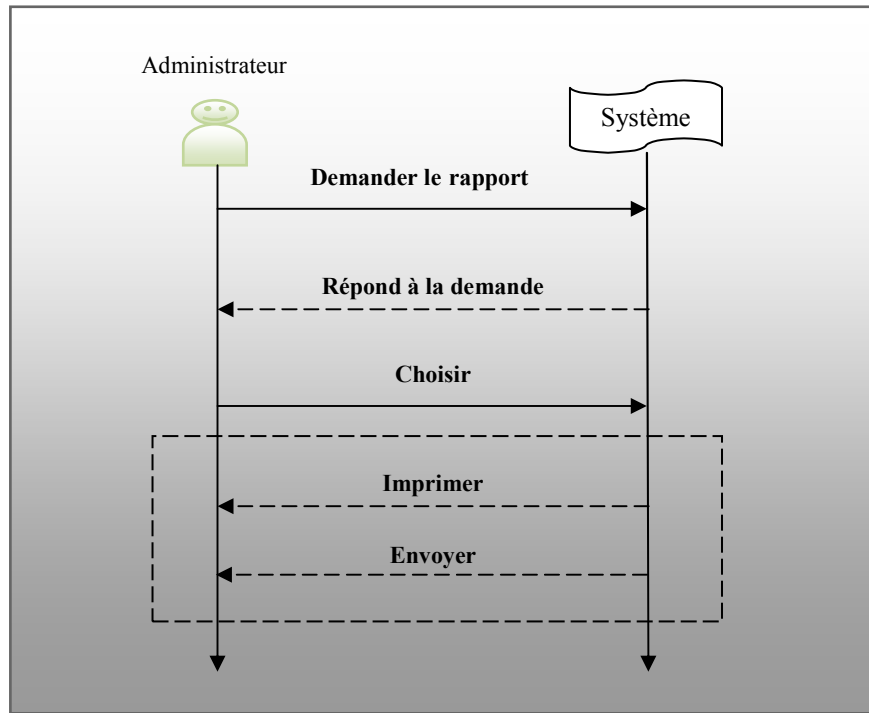 Administrateur
Système
Demander le rapport
Répond à la demande
Choisir
Imprimer
Envoyer